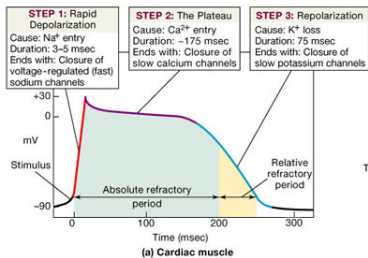 STEP 1: Rapid
Depolarization
Cause: Na⁺ entry
Duration: 3–5 msec
Ends with: Closure of
voltage-regulated (fast)
sodium channels
STEP 2: The Plateau
Cause: Ca²⁺ entry
Duration: ~175 msec
Ends with: Closure of
slow calcium channels
STEP 3: Repolarization
Cause: K⁺ loss
Duration: 75 msec
Ends with: Closure of
slow potassium channels
+30
0
mV
Stimulus
–90
Absolute refractory
period
Relative
refractory
period
0
100
200
300
Time (msec)
(a) Cardiac muscle
T